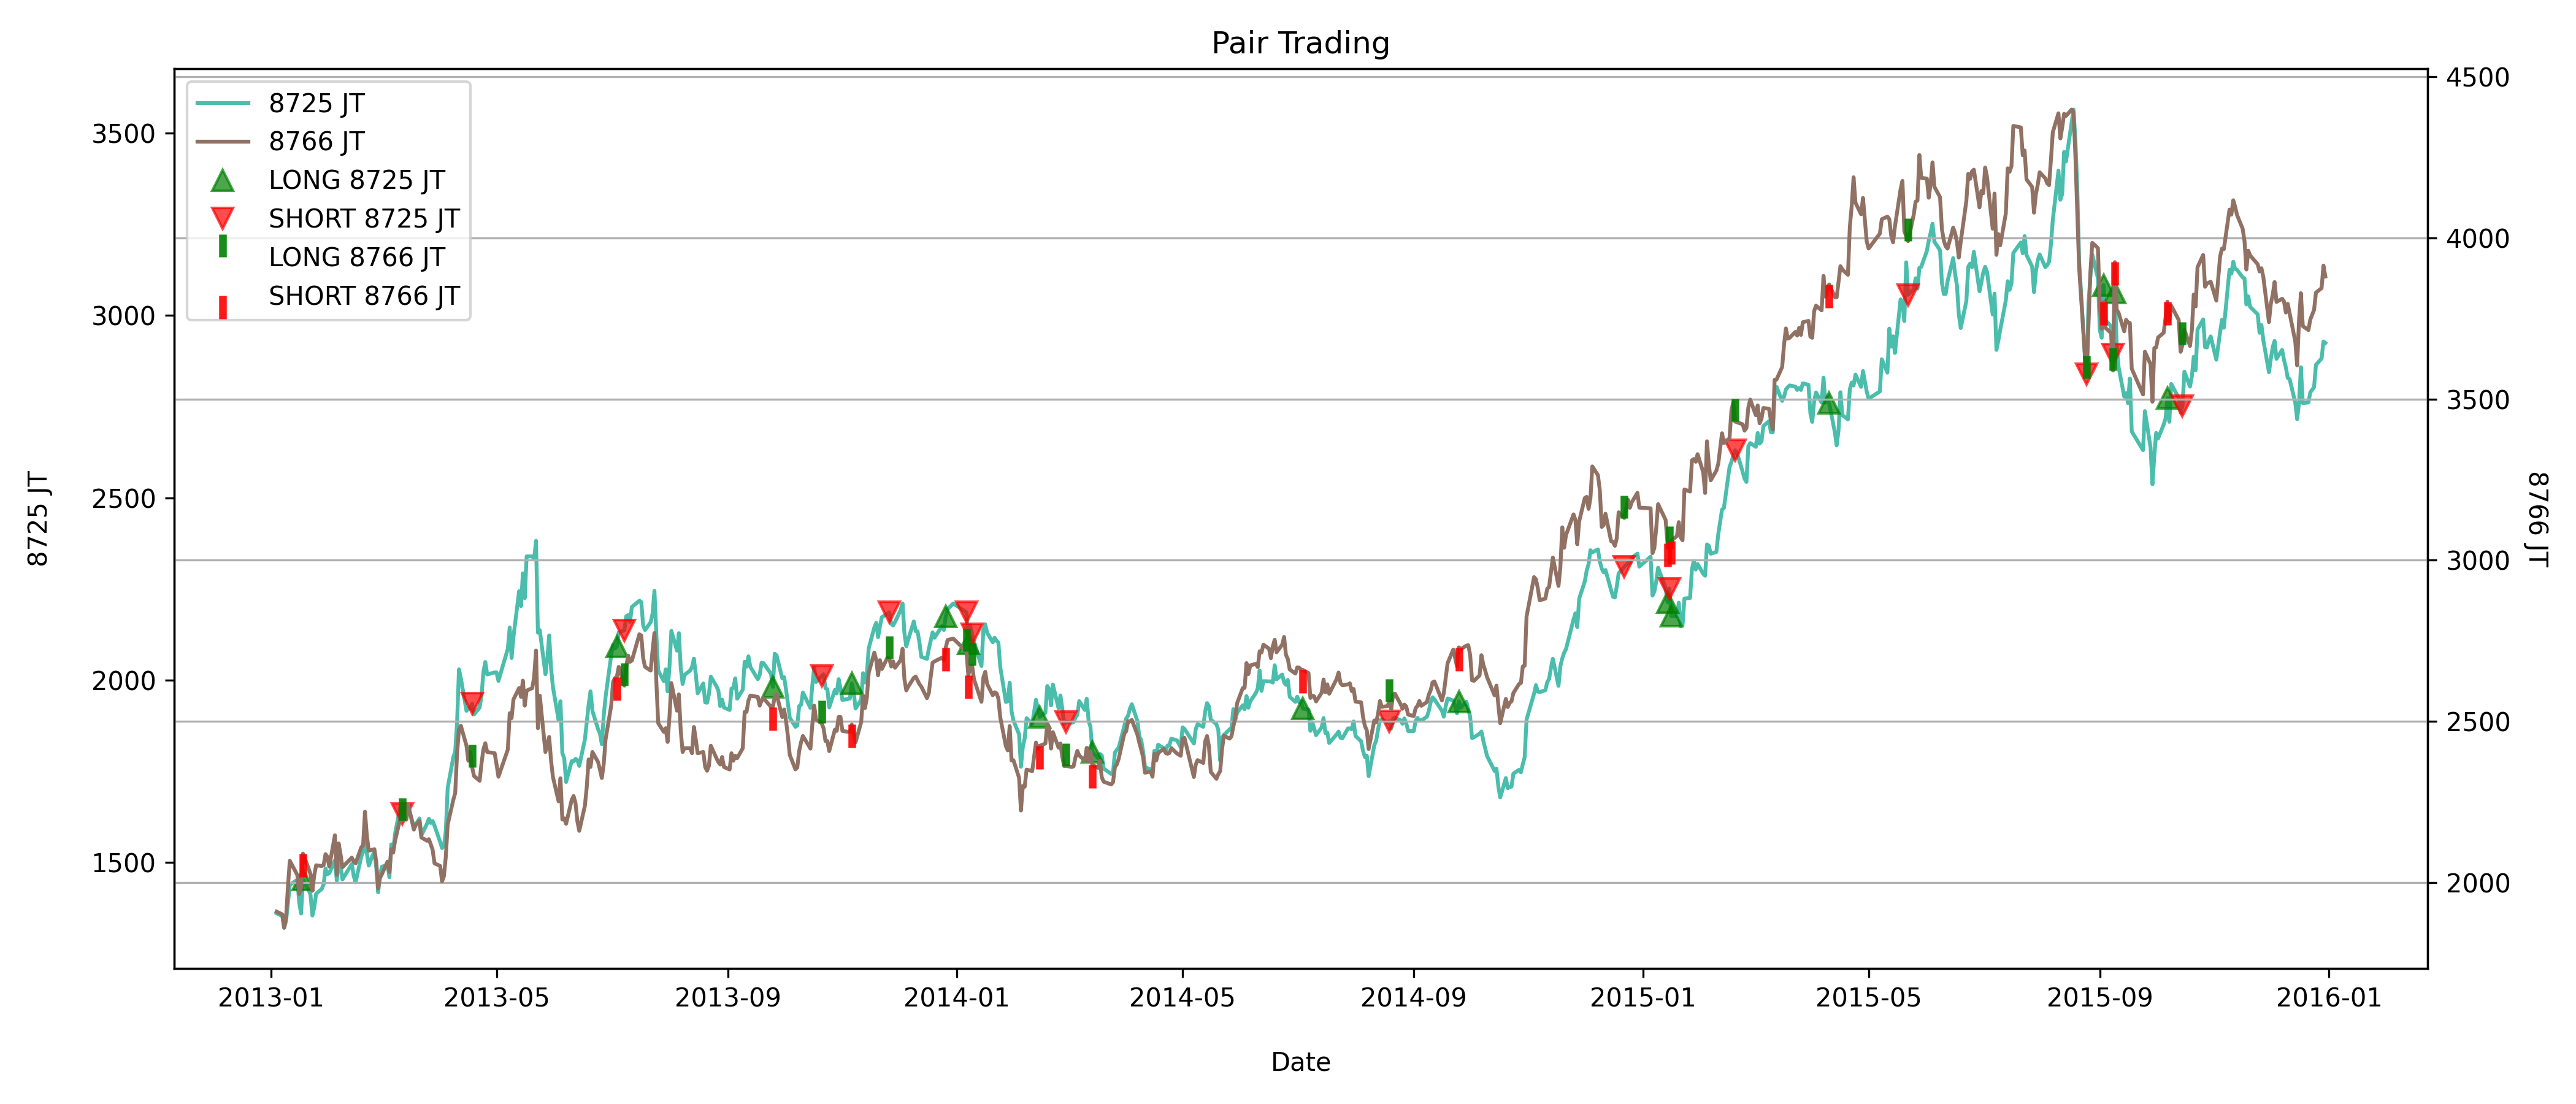 Pair Trading
8725 JT
8766 JT
LONG 8725 JT
SHORT 8725 JT
LONG 8766 JT
SHORT 8766 JT
3500
3000
2500
2000
1500
8725 JT
4500
4000
3500
3000
2500
2000
8766 JT
2013-01
2013-05
2013-09
2014-01
2014-05
2014-09
2015-01
2015-05
2015-09
2016-01
Date